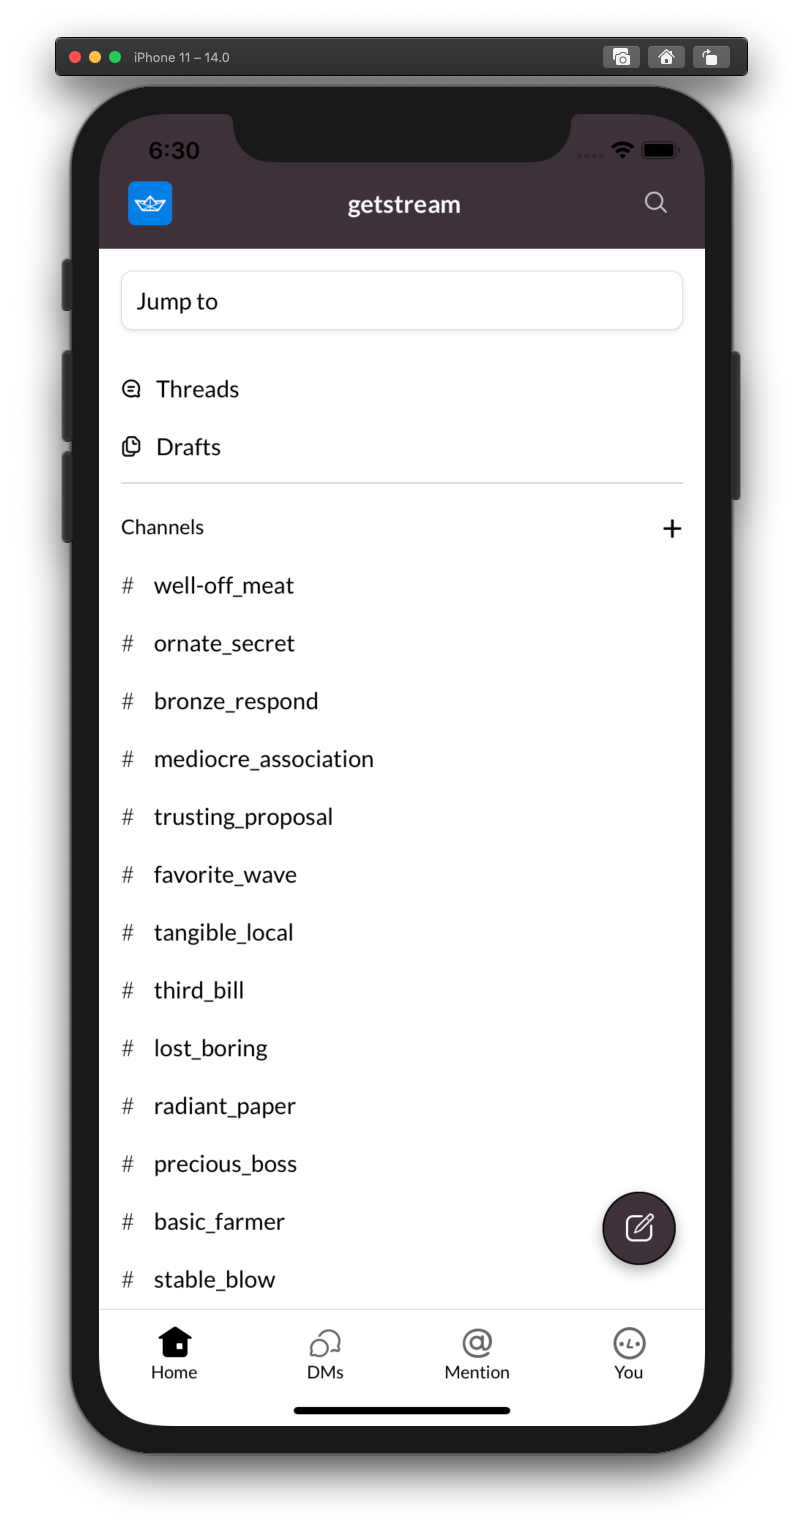 iPhone 11 – 14.0
6:30
getstream
Jump to
Threads
Drafts
Channels
+
# well-off_meat
# ornate_secret
# bronze_respond
# mediocre_association
# trusting_proposal
# favorite_wave
# tangible_local
# third_bill
# lost_boring
# radiant_paper
# precious_boss
# basic_farmer
# stable_blow
Home
DMs
Mention
You